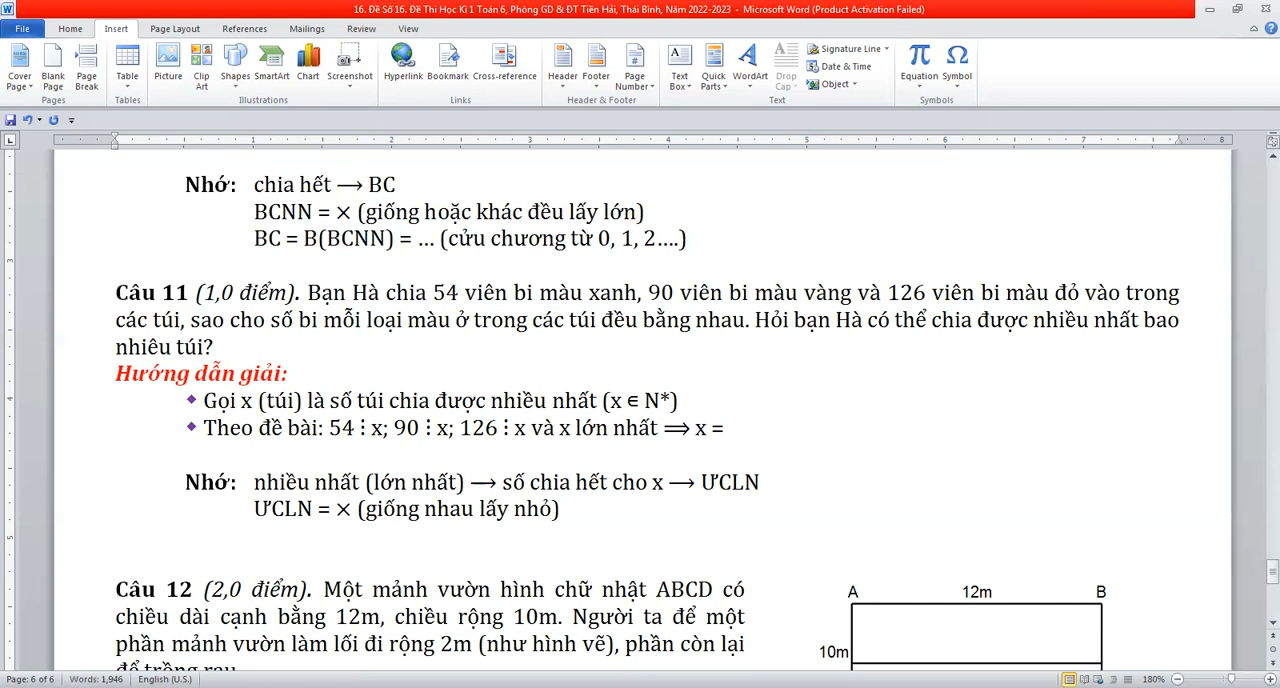 16. Đề Số 16. Đề Thi Học Kì 1 Toán 6, Phòng GD & ĐT Tiền Hải, Thái Bình, Năm 2022-2023 - Microsoft Word (Product Activation Failed)
File Home Insert Page Layout References Mailings Review View
Cover Page Blank Page Page Break Table Picture Clip Art Shapes SmartArt Chart Screenshot Hyperlink Bookmark Cross-reference Header Footer Page Number Text Box Quick Parts WordArt Drop Cap Signature Line Date & Time Object Equation Symbol
Pages Tables Illustrations Links Header & Footer Text Symbols
1 2 3 4 5 6 7 8
Nhớ: chia hết ⟶ BC
BCNN = × (giống hoặc khác đều lấy lớn)
BC = B(BCNN) = ... (cửu chương từ 0, 1, 2....)
Câu 11 (1,0 điểm). Bạn Hà chia 54 viên bi màu xanh, 90 viên bi màu vàng và 126 viên bi màu đỏ vào trong
các túi, sao cho số bi mỗi loại màu ở trong các túi đều bằng nhau. Hỏi bạn Hà có thể chia được nhiều nhất bao
nhiêu túi?
Hướng dẫn giải:
Gọi x (túi) là số túi chia được nhiều nhất (x ∈ N*)
Theo đề bài: 54 ⋮ x; 90 ⋮ x; 126 ⋮ x và x lớn nhất ⟹ x =
Nhớ: nhiều nhất (lớn nhất) ⟶ số chia hết cho x ⟶ ƯCLN
ƯCLN = × (giống nhau lấy nhỏ)
Câu 12 (2,0 điểm). Một mảnh vườn hình chữ nhật ABCD có
chiều dài cạnh bằng 12m, chiều rộng 10m. Người ta để một
phần mảnh vườn làm lối đi rộng 2m (như hình vẽ), phần còn lại
để trồng rau.
A 12m B
10m
Page: 6 of 6 Words: 1,946 English (U.S.) 180%